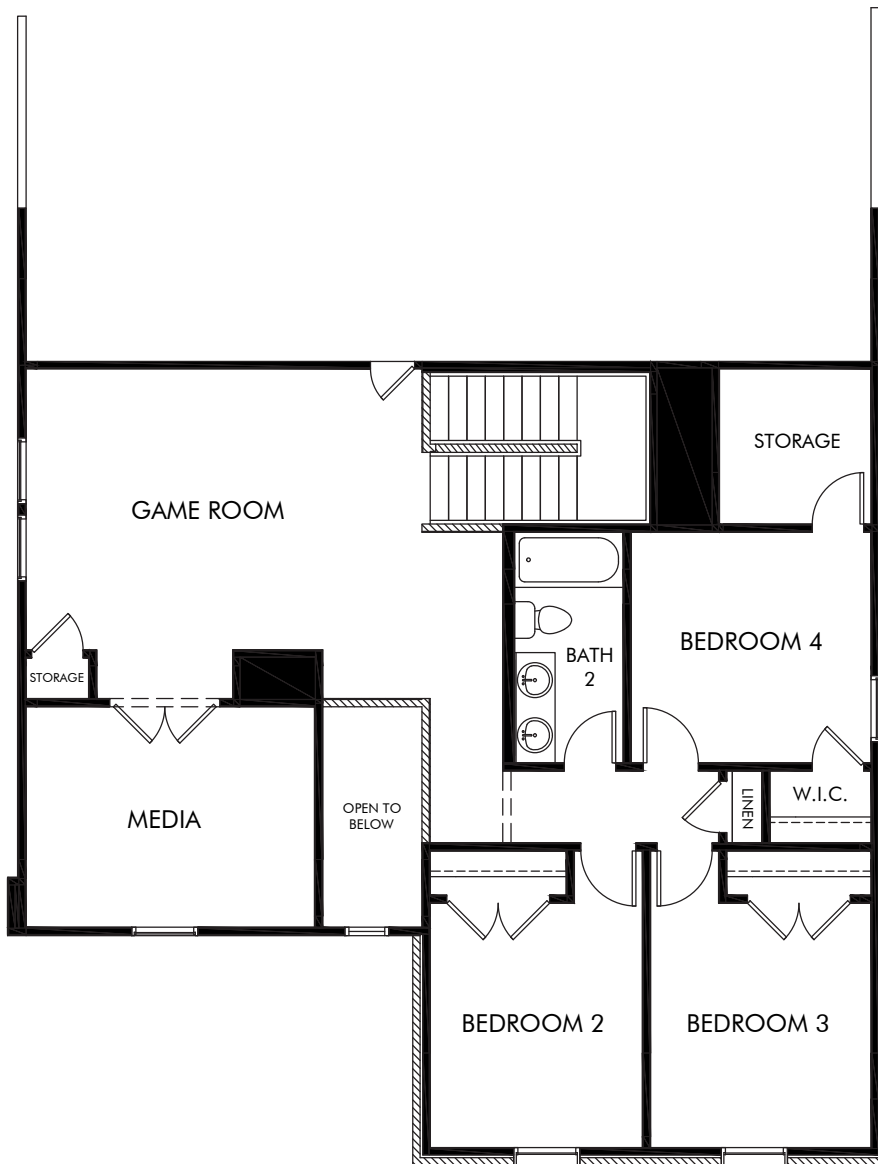 STORAGE
GAME ROOM
BEDROOM 4
BATH
2
STORAGE
W.I.C.
LINEN
OPEN TO
BELOW
MEDIA
BEDROOM 2
BEDROOM 3